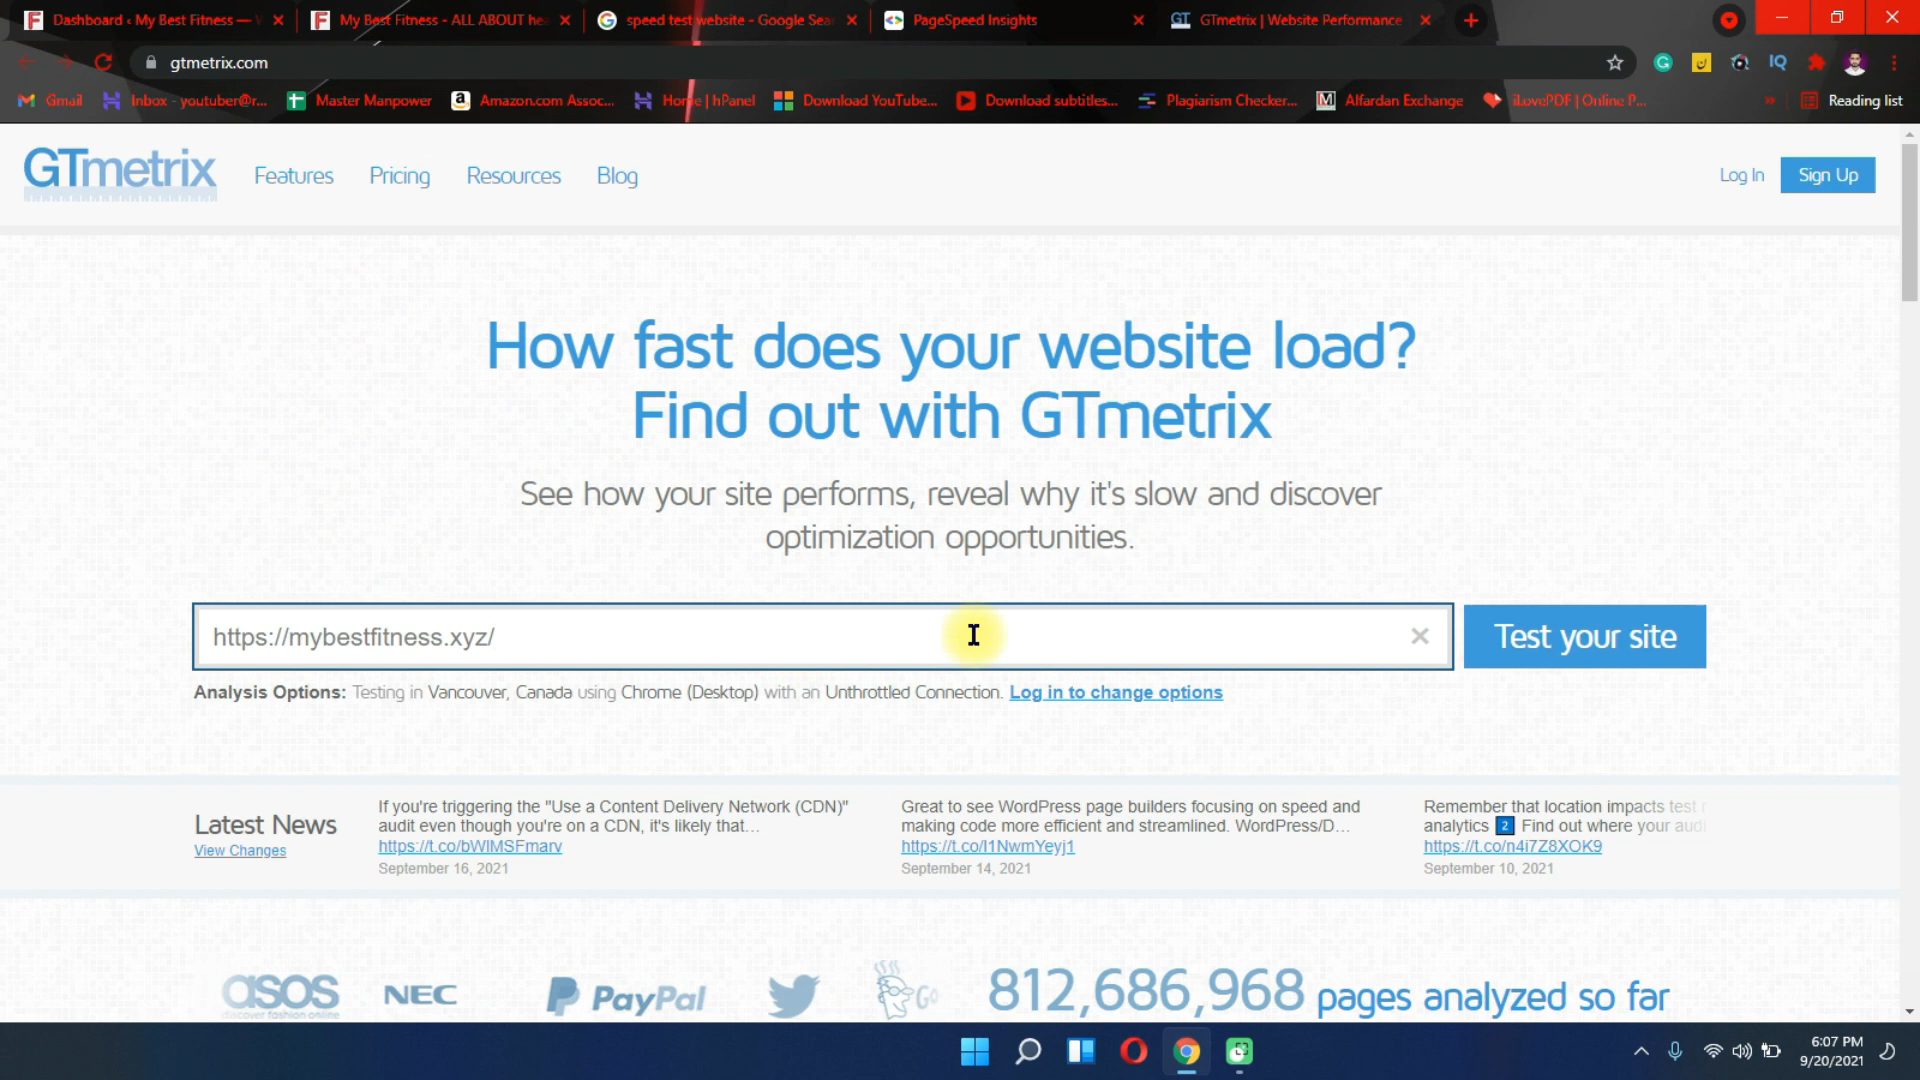 Dashboard ‹ My Best Fitness —
My Best Fitness - ALL ABOUT hea
speed test website - Google Sear
PageSpeed Insights
GTmetrix | Website Performance
gtmetrix.com
IQ
Gmail
Inbox - youtuber@r...
Master Manpower
Amazon.com Assoc...
Home | hPanel
Download YouTube...
Download subtitles...
Plagiarism Checker...
Alfardan Exchange
iLovePDF | Online P...
Reading list
GTmetrix
Features
Pricing
Resources
Blog
Log In
Sign Up
How fast does your website load?
Find out with GTmetrix
See how your site performs, reveal why it's slow and discover
optimization opportunities.
https://mybestfitness.xyz/
Test your site
Analysis Options: Testing in Vancouver, Canada using Chrome (Desktop) with an Unthrottled Connection. Log in to change options
Latest News
View Changes
If you're triggering the "Use a Content Delivery Network (CDN)"
audit even though you're on a CDN, it's likely that...
https://t.co/bWIMSFmarv
September 16, 2021
Great to see WordPress page builders focusing on speed and
making code more efficient and streamlined. WordPress/D...
https://t.co/I1NwmYeyj1
September 14, 2021
Remember that location impacts test
analytics 2 Find out where your audi
https://t.co/n4i7Z8XOK9
September 10, 2021
asos
discover fashion online
NEC
PayPal
Go
812,686,968 pages analyzed so far
6:07 PM
9/20/2021